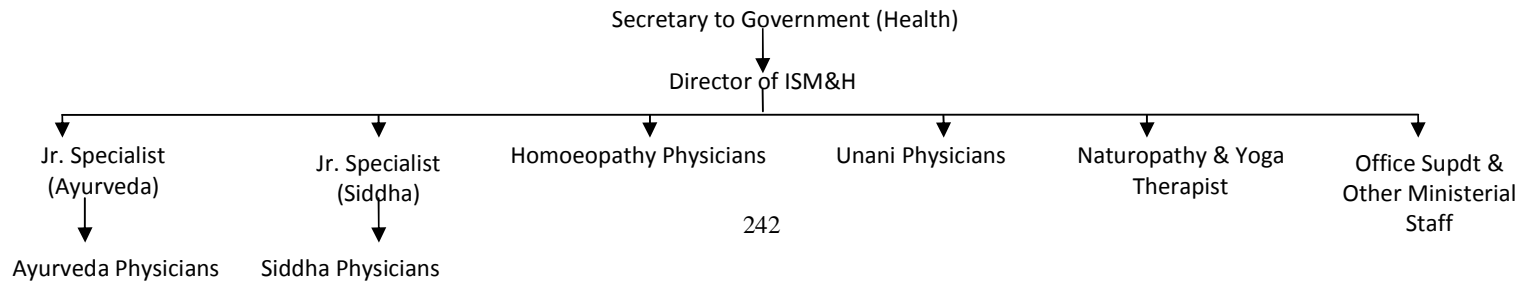 Secretary to Government (Health)
Director of ISM&H
Jr. Specialist
(Ayurveda)
Jr. Specialist
(Siddha)
Homoeopathy Physicians
Unani Physicians
Naturopathy & Yoga
Therapist
Office Supdt &
Other Ministerial
Staff
242
Ayurveda Physicians
Siddha Physicians